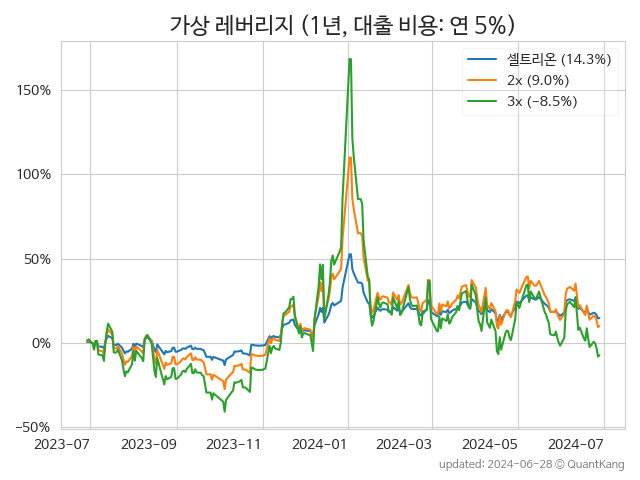 가상 레버리지 (1년, 대출 비용: 연 5%)
셀트리온 (14.3%)
2x (9.0%)
3x (−8.5%)
150%
100%
50%
0%
−50%
2023-07 2023-09 2023-11 2024-01 2024-03 2024-05 2024-07
updated: 2024-06-28 © QuantKang